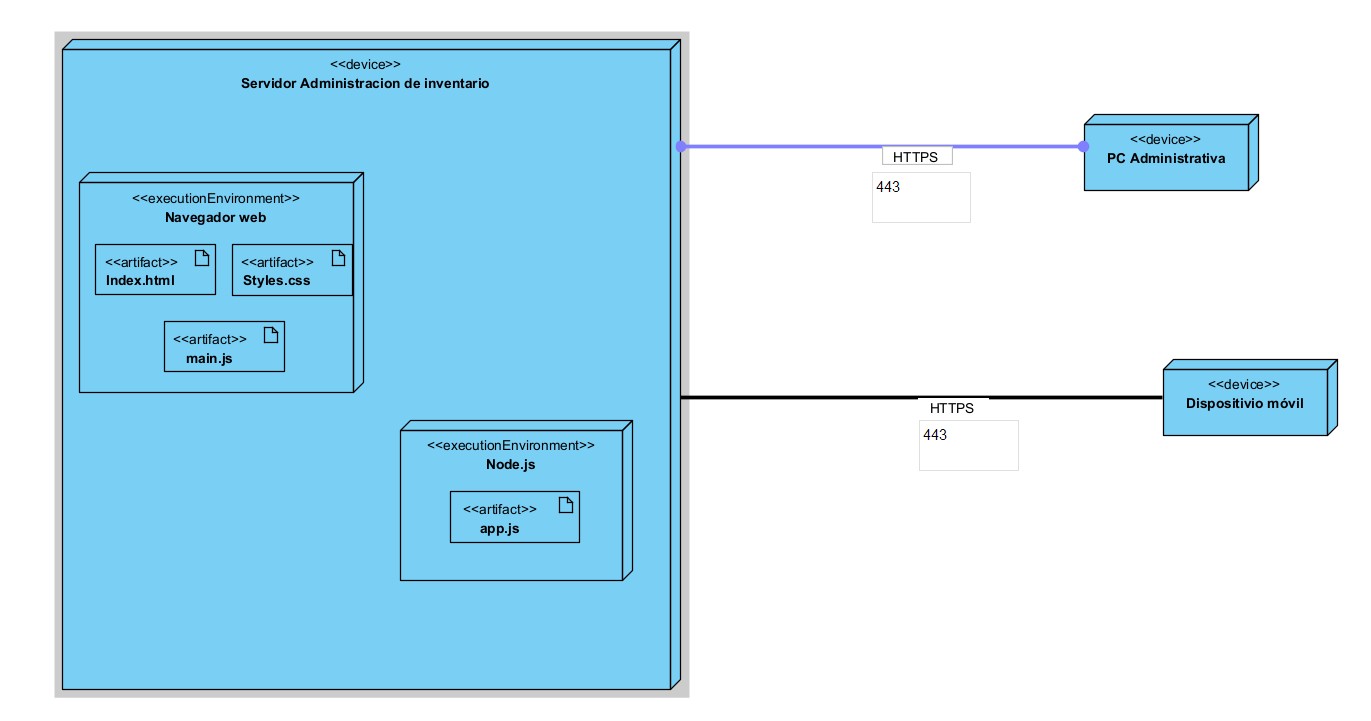 <<device>>
Servidor Administracion de inventario
<<executionEnvironment>>
Navegador web
<<artifact>>
Index.html
<<artifact>>
Styles.css
<<artifact>>
main.js
<<executionEnvironment>>
Node.js
<<artifact>>
app.js
HTTPS
443
<<device>>
PC Administrativa
HTTPS
443
<<device>>
Dispositivio móvil